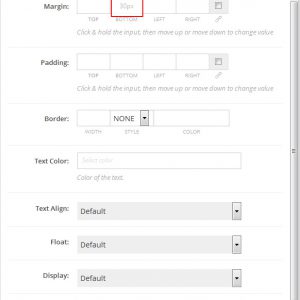 Margin: 30px
TOP BOTTOM LEFT RIGHT
Click & hold the input, then move up or move down to change value
Padding:
TOP BOTTOM LEFT RIGHT
Click & hold the input, then move up or move down to change value
Border: NONE
WIDTH STYLE COLOR
Text Color: Select color
Color of the text.
Text Align: Default
Float: Default
Display: Default